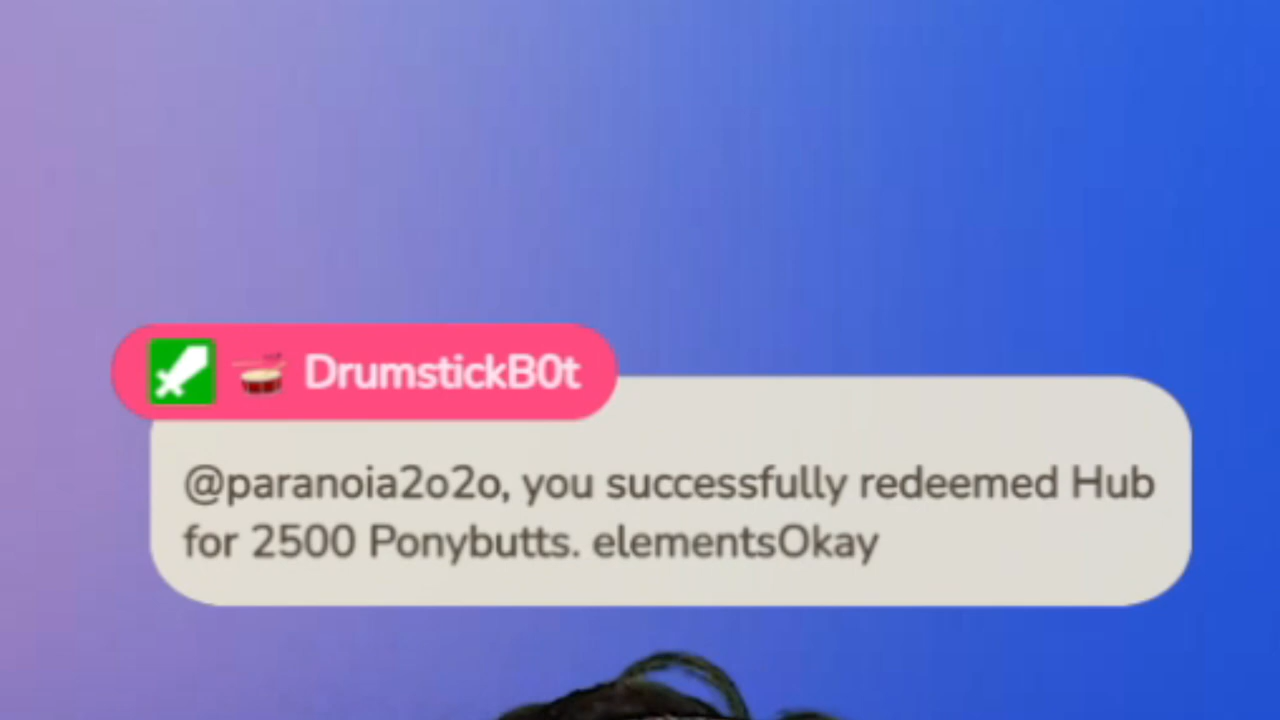 DrumstickB0t
@paranoia2o2o, you successfully redeemed Hub
for 2500 Ponybutts. elementsOkay